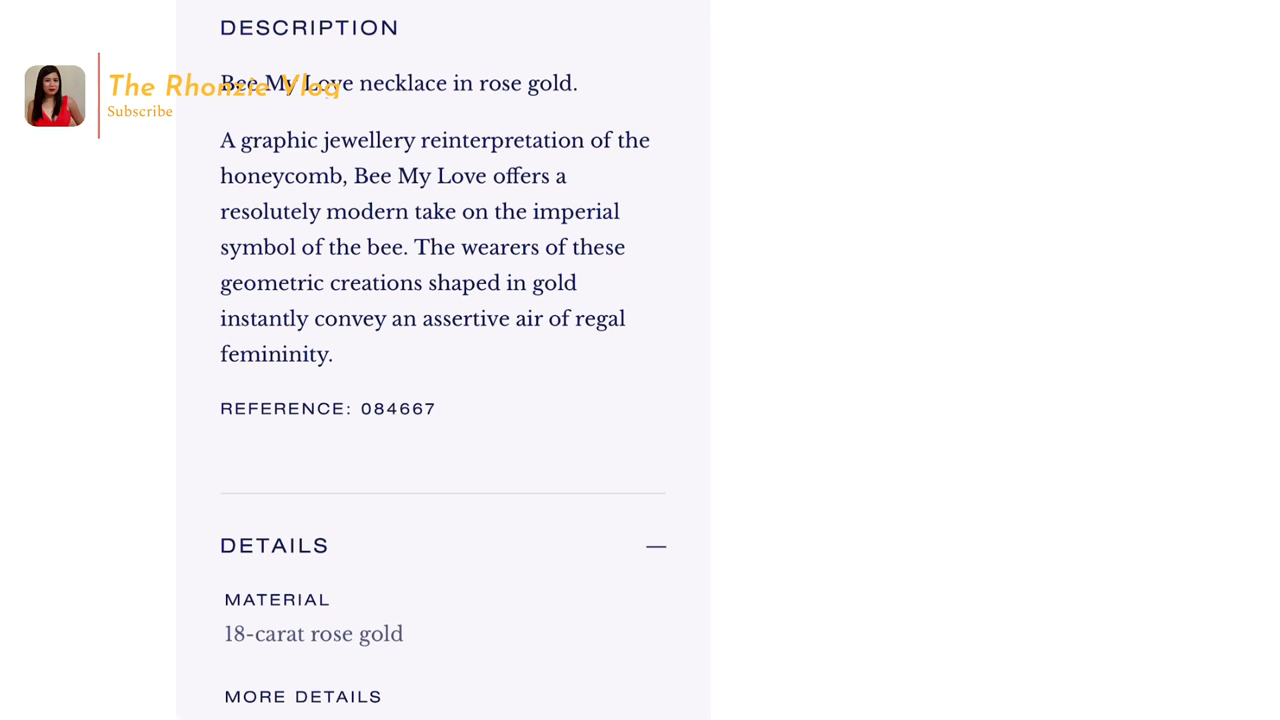 DESCRIPTION
The Rhonzie Vlog
Subscribe
Bee My Love necklace in rose gold.
A graphic jewellery reinterpretation of the
honeycomb, Bee My Love offers a
resolutely modern take on the imperial
symbol of the bee. The wearers of these
geometric creations shaped in gold
instantly convey an assertive air of regal
femininity.
REFERENCE: 084667
DETAILS —
MATERIAL
18-carat rose gold
MORE DETAILS